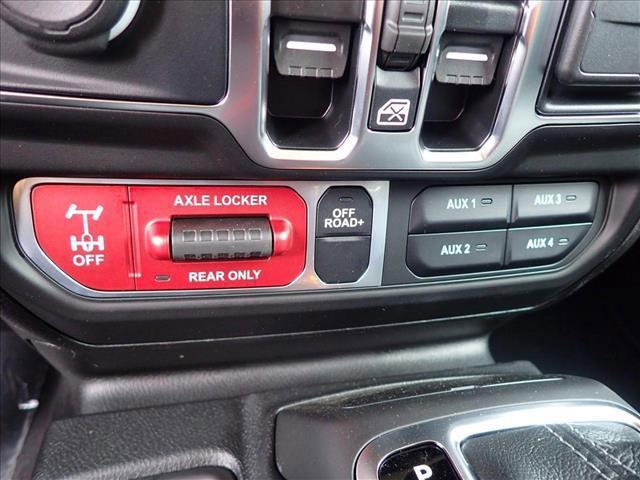 AXLE LOCKER
OFF
REAR ONLY
OFF
ROAD+
AUX 1
AUX 3
AUX 2
AUX 4
P